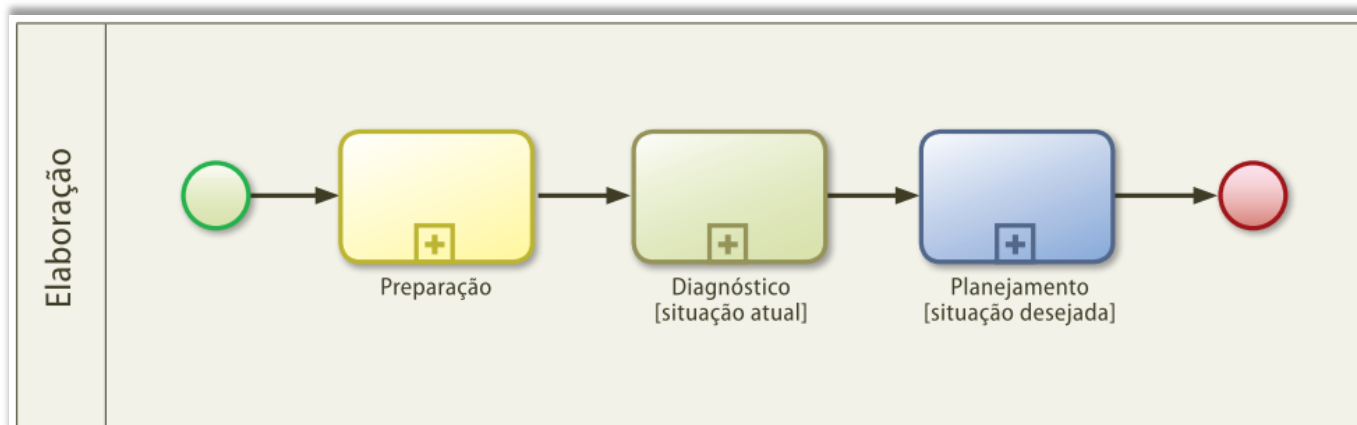 Elaboração
Preparação
Diagnóstico
[situação atual]
Planejamento
[situação desejada]